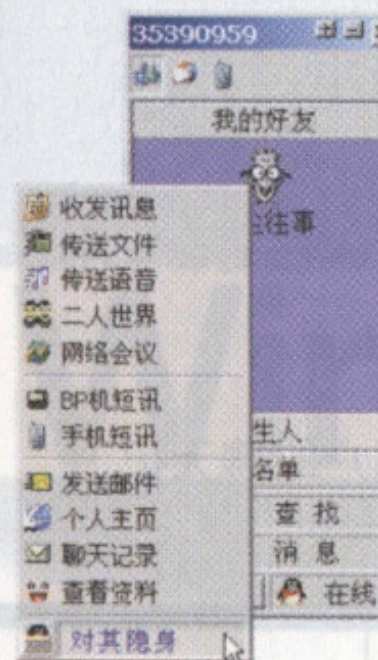 35390959
我的好友
往事
收发讯息
传送文件
传送语音
二人世界
网络会议
BP机短讯
手机短讯
发送邮件
个人主页
聊天记录
查看资料
对其隐身
生人
名单
查找
消息
在线